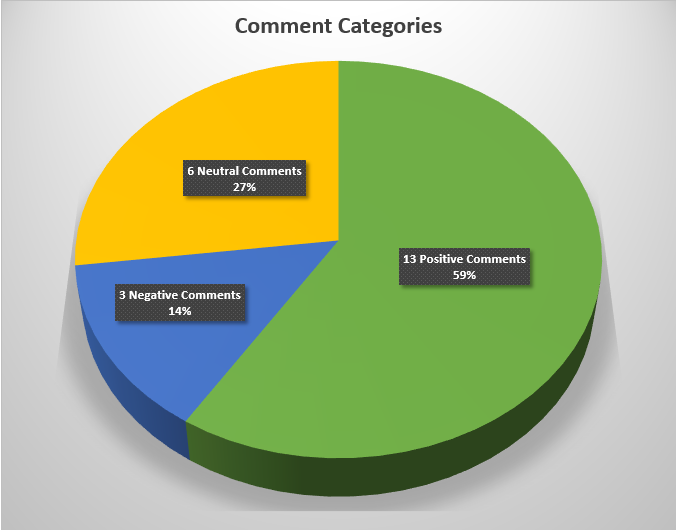 Comment Categories
6 Neutral Comments
27%
13 Positive Comments
59%
3 Negative Comments
14%